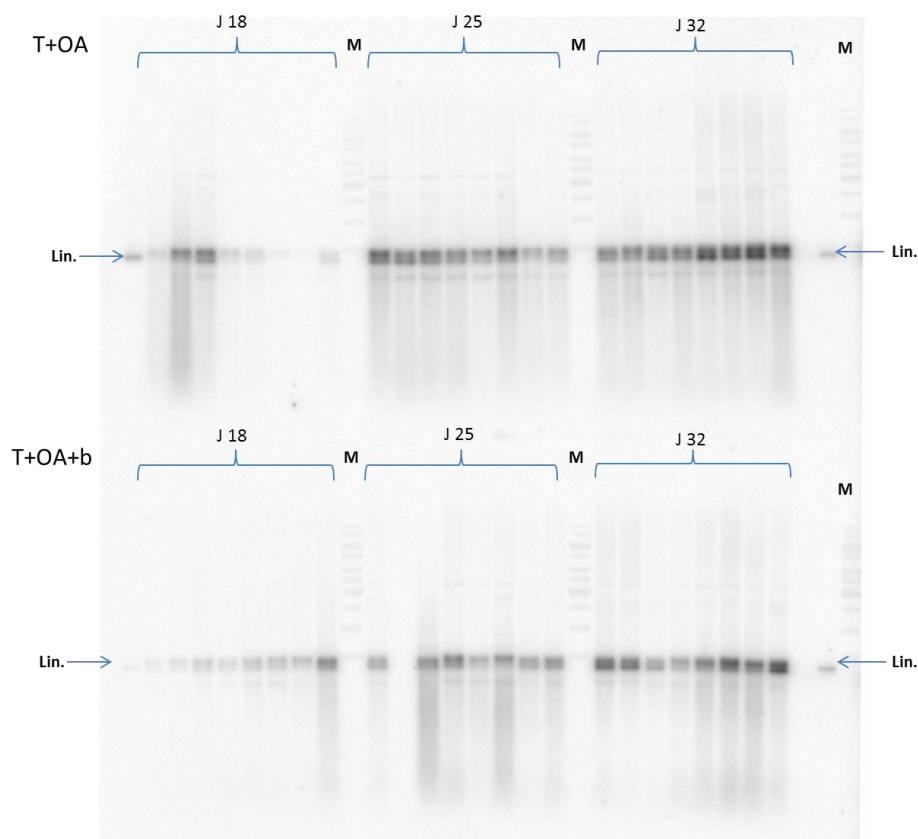 J 18
J 25
J 32
T+OA
M
M
M
Lin.
Lin.
J 18
J 25
J 32
T+OA+b
M
M
M
Lin.
Lin.